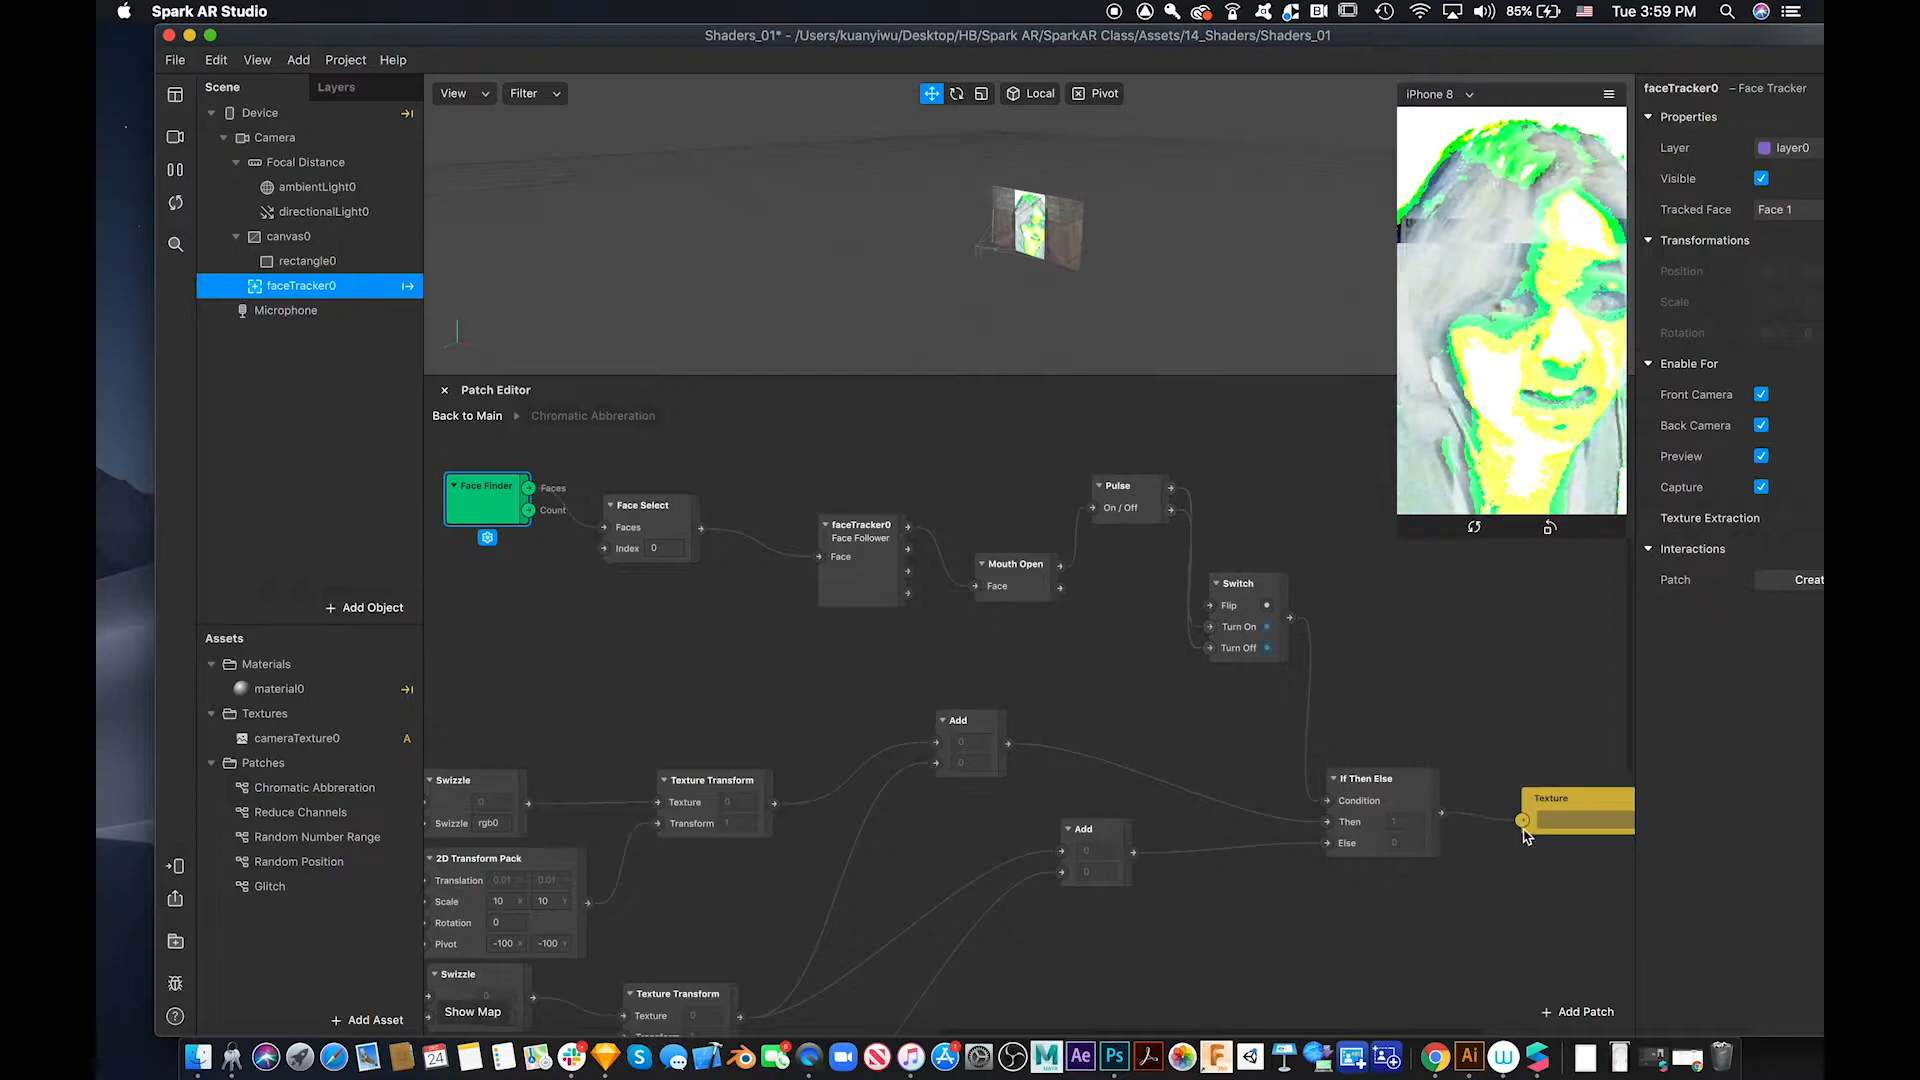 Spark AR Studio
85%
Tue 3:59 PM
Shaders_01* - /Users/kuanyiwu/Desktop/HB/Spark AR/SparkAR Class/Assets/14_Shaders/Shaders_01
File Edit View Add Project Help
Scene Layers
Device
Camera
Focal Distance
ambientLight0
directionalLight0
canvas0
rectangle0
faceTracker0
Microphone
+ Add Object
Assets
Materials
material0
Textures
cameraTexture0 A
Patches
Chromatic Abbreration
Reduce Channels
Random Number Range
Random Position
Glitch
+ Add Asset
View Filter Local Pivot
iPhone 8
Patch Editor
Back to Main Chromatic Abbreration
Face Finder
Faces
Count
Face Select
Faces
Index 0
faceTracker0
Face Follower
Face
Mouth Open
Face
Pulse
On / Off
Switch
Flip
Turn On
Turn Off
Add
0
0
Swizzle
0
Swizzle rgb0
Texture Transform
Texture 0
Transform 1
2D Transform Pack
Translation 0.01 0.01
Scale 10 X 10 Y
Rotation 0
Pivot -100 X -100 Y
Add
0
0
If Then Else
Condition
Then 1
Else 0
Texture
Swizzle
0
Texture Transform
Texture 0
Show Map
+ Add Patch
faceTracker0 – Face Tracker
Properties
Layer layer0
Visible
Tracked Face Face 1
Transformations
Position
Scale
Rotation
Enable For
Front Camera
Back Camera
Preview
Capture
Texture Extraction
Interactions
Patch Creat
DEC
24
MAYA
Ae
Ps
Ai